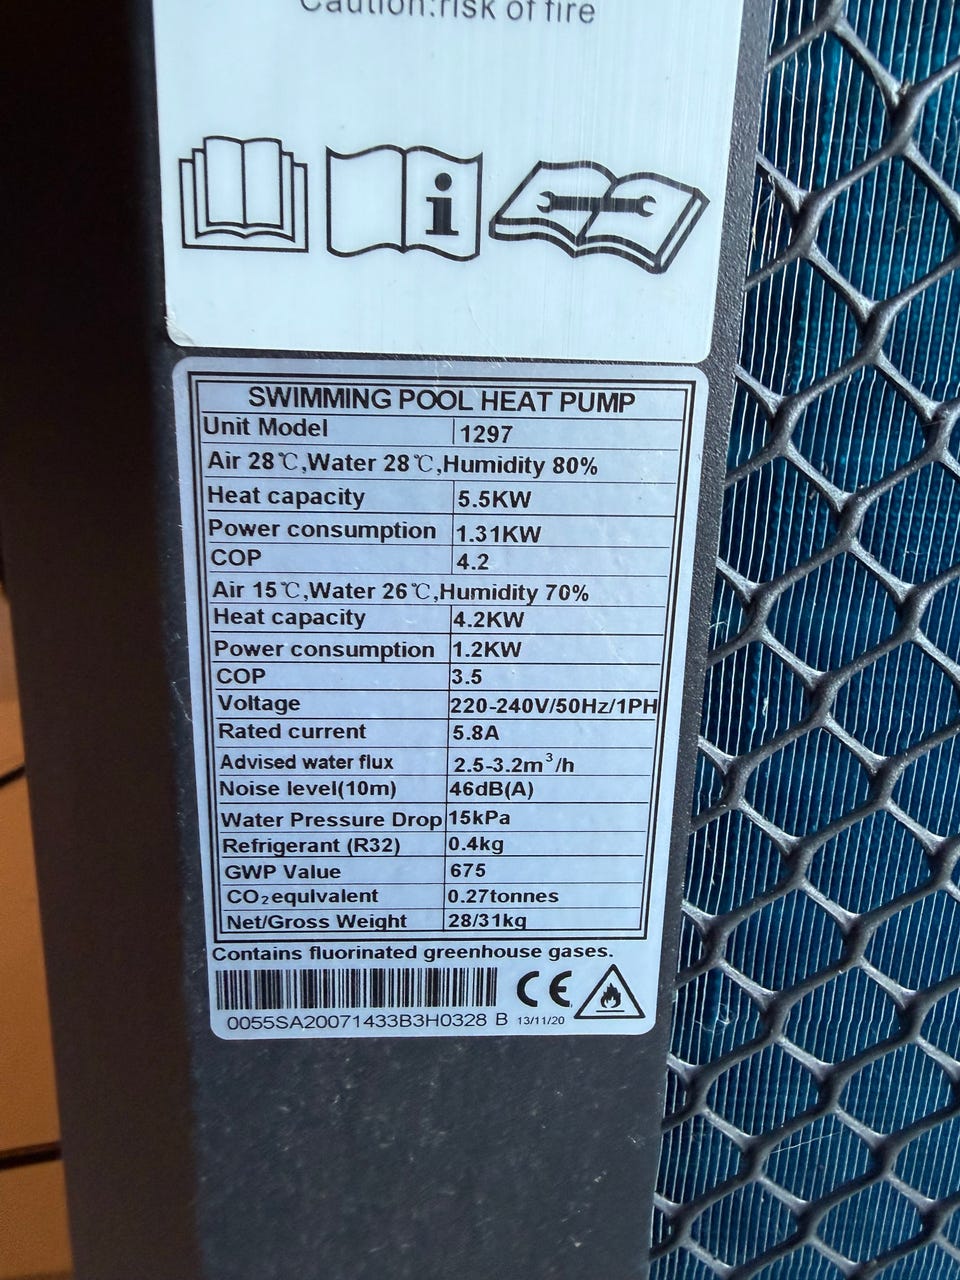 Caution:risk of fire
SWIMMING POOL HEAT PUMP
Unit Model 1297
Air 28℃,Water 28℃,Humidity 80%
Heat capacity 5.5KW
Power consumption 1.31KW
COP 4.2
Air 15℃,Water 26℃,Humidity 70%
Heat capacity 4.2KW
Power consumption 1.2KW
COP 3.5
Voltage 220-240V/50Hz/1PH
Rated current 5.8A
Advised water flux 2.5-3.2m³/h
Noise level(10m) 46dB(A)
Water Pressure Drop 15kPa
Refrigerant (R32) 0.4kg
GWP Value 675
CO₂equlvalent 0.27tonnes
Net/Gross Weight 28/31kg
Contains fluorinated greenhouse gases.
CE
0055SA20071433B3H0328 B 13/11/20